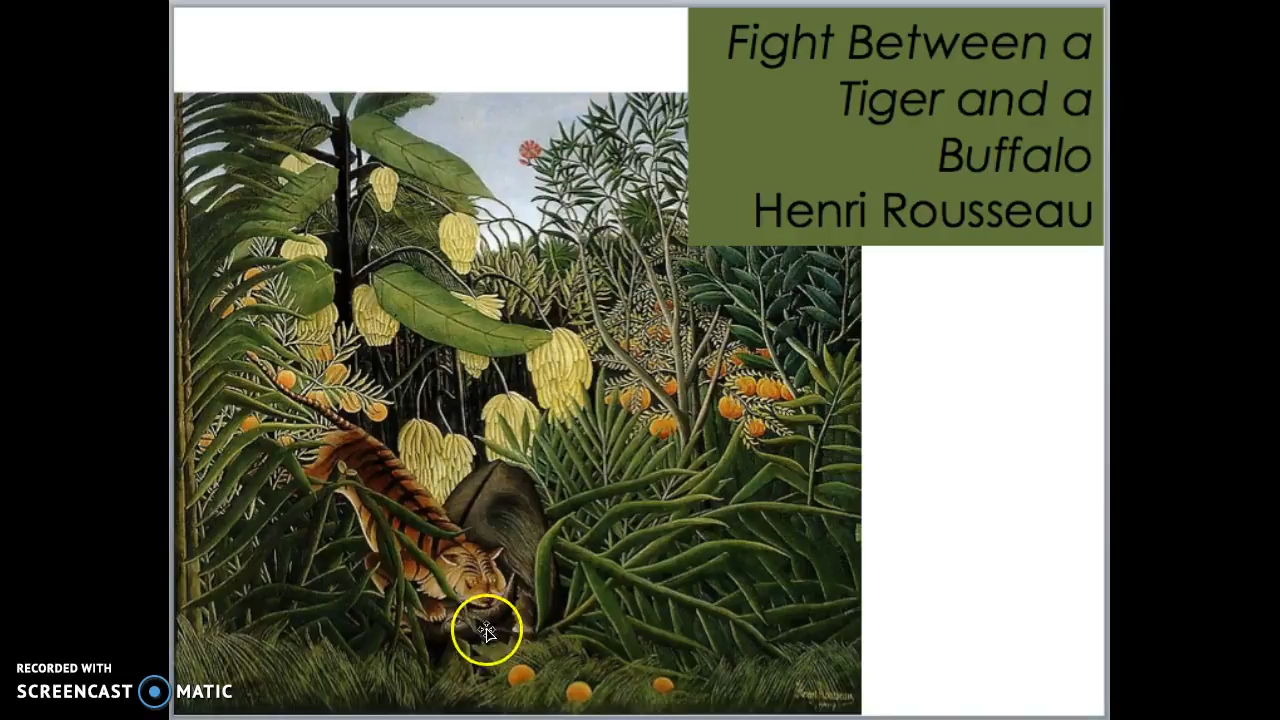 Fight Between a
Tiger and a
Buffalo
Henri Rousseau
RECORDED WITH
SCREENCAST MATIC